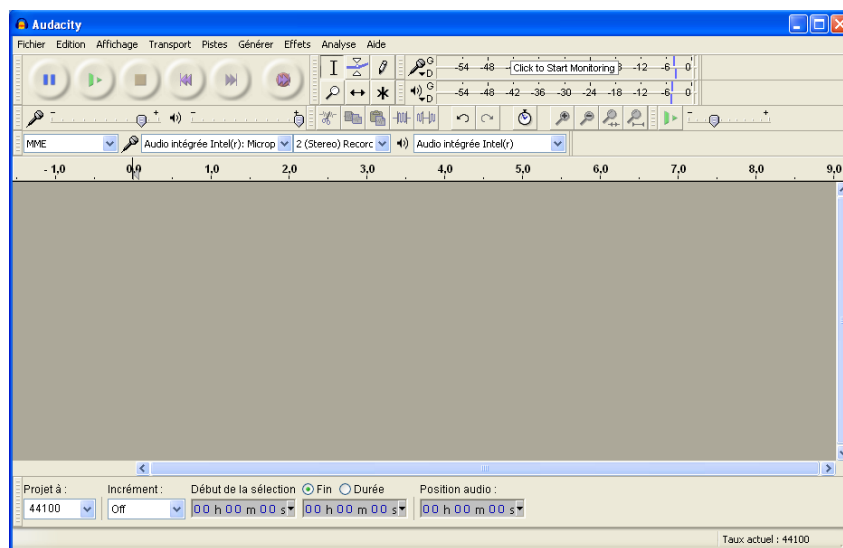 Audacity
Fichier Edition Affichage Transport Pistes Générer Effets Analyse Aide
G D -54 -48 Click to Start Monitoring -12 -6 0
G D -54 -48 -42 -36 -30 -24 -18 -12 -6 0
- + - + - +
MME Audio intégrée Intel(r): Microp 2 (Stereo) Recorc Audio intégrée Intel(r)
- 1,0 0,0 1,0 2,0 3,0 4,0 5,0 6,0 7,0 8,0 9,0
Projet à : Incrément : Début de la sélection Fin Durée Position audio :
44100 Off 00 h 00 m 00 s 00 h 00 m 00 s 00 h 00 m 00 s
Taux actuel : 44100